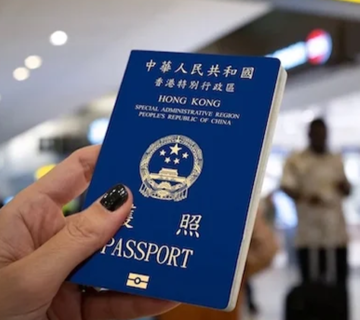 中華人民共和國
香港特別行政區
HONG KONG
SPECIAL ADMINISTRATIVE REGION
PEOPLE'S REPUBLIC OF CHINA
照
PASSPORT